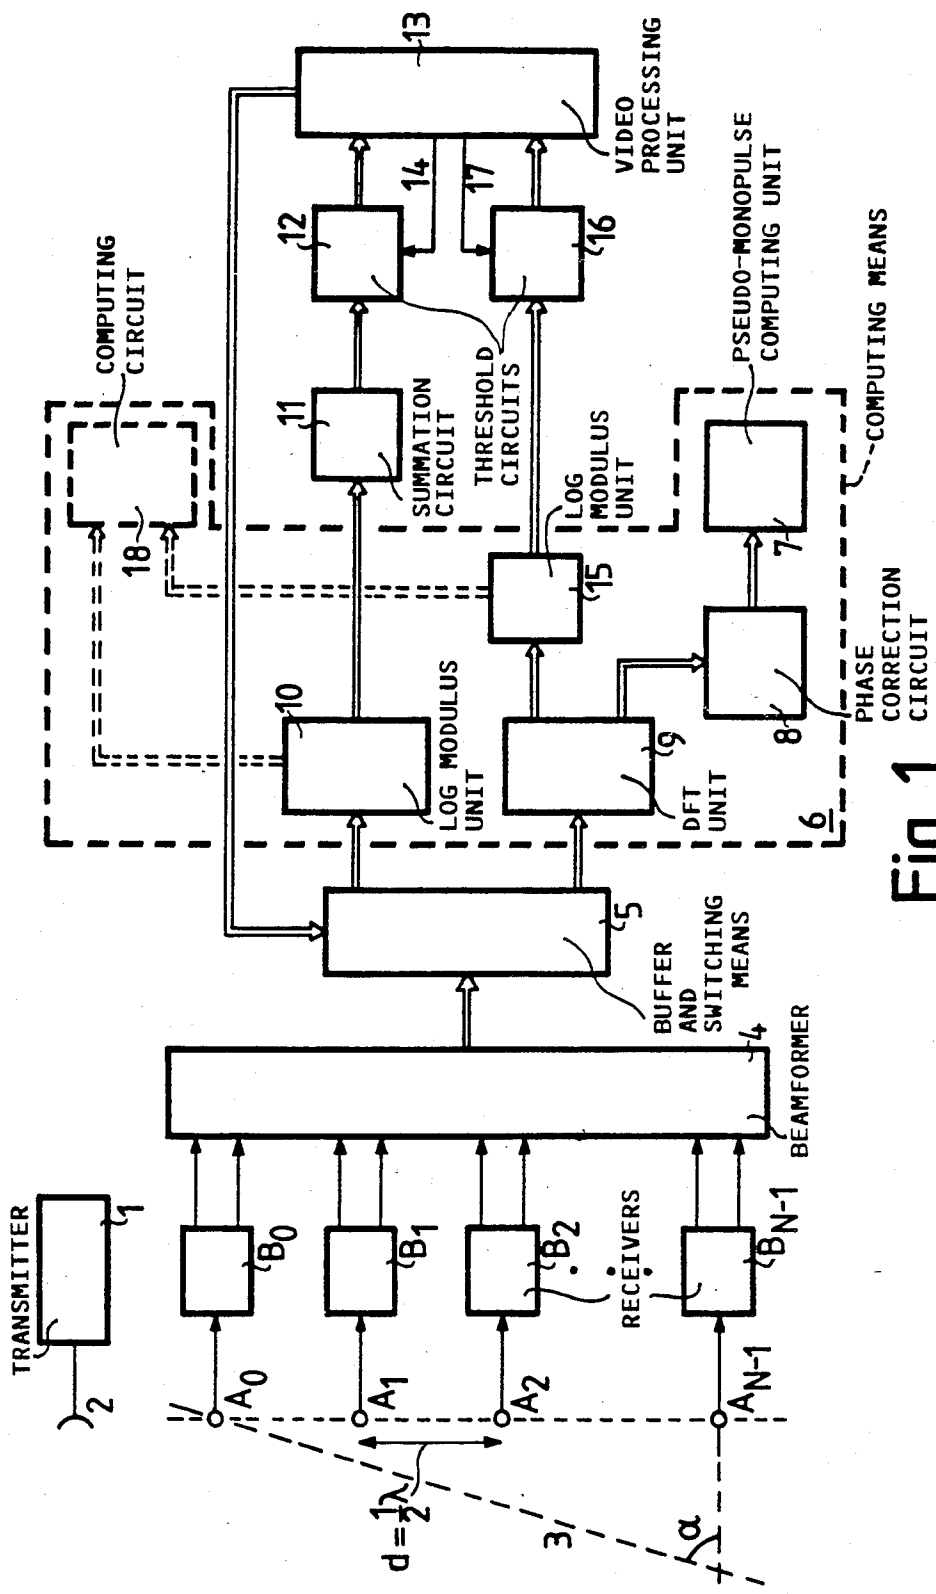 TRANSMITTER
1
2
A0
A1
A2
AN-1
B0
B1
B2
BN-1
RECEIVERS
d = 1/2 λ
3
α
BEAMFORMER
4
BUFFER
AND
SWITCHING
MEANS
5
10
LOG MODULUS
UNIT
9
DFT
UNIT
6
18
COMPUTING
CIRCUIT
11
SUMMATION
CIRCUIT
12
14
THRESHOLD
CIRCUITS
17
16
13
VIDEO
PROCESSING
UNIT
15
LOG
MODULUS
UNIT
8
PHASE
CORRECTION
CIRCUIT
7
PSEUDO-MONOPULSE
COMPUTING UNIT
COMPUTING MEANS
Fig. 1